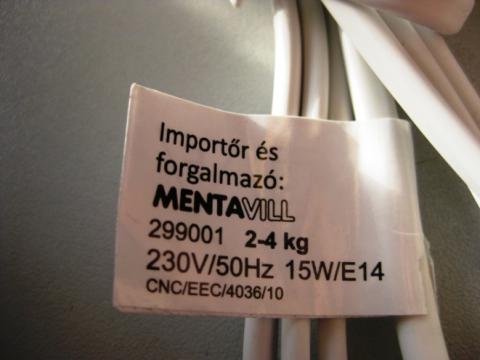 Importőr és
forgalmazó:
MENTAVILL
299001 2-4 kg
230V/50Hz 15W/E14
CNC/EEC/4036/10